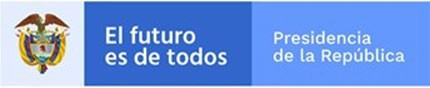 El futuro
es de todos
Presidencia
de la República